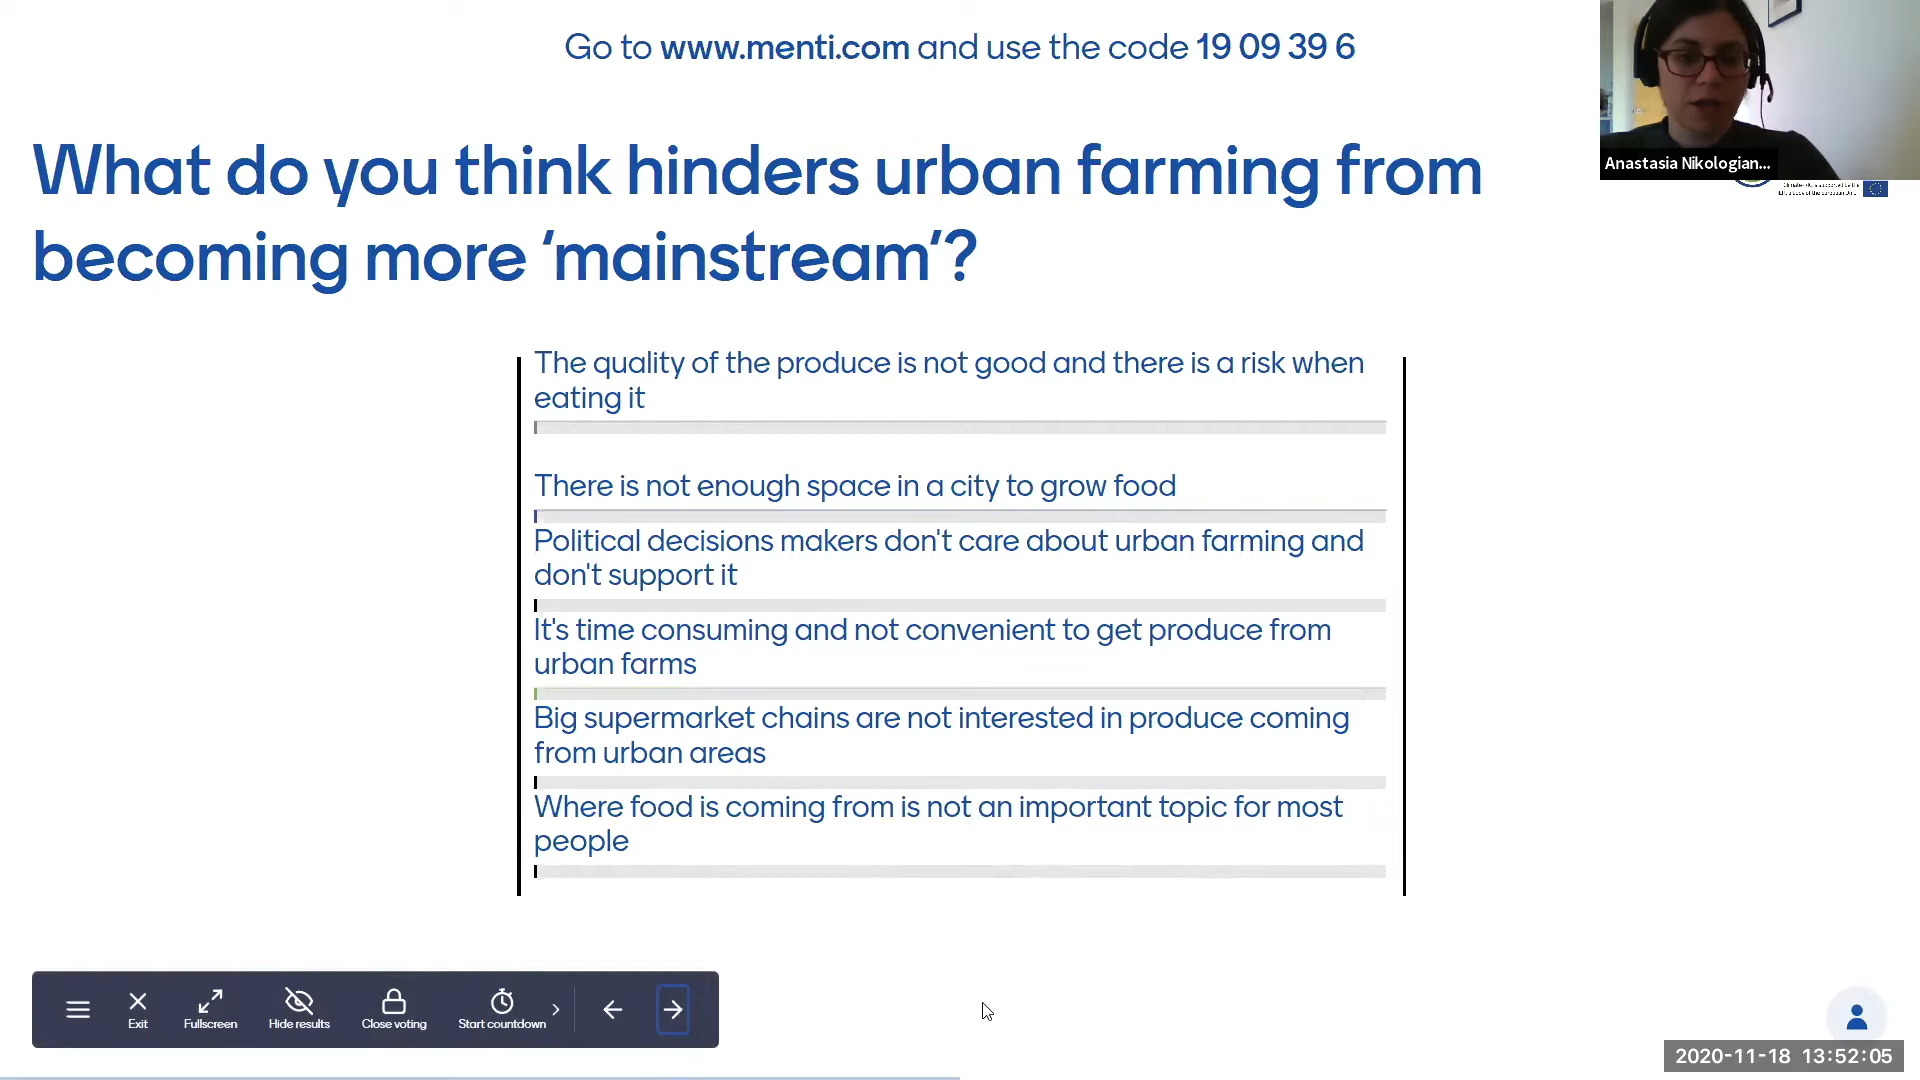 Go to www.menti.com and use the code 19 09 39 6
What do you think hinders urban farming from
becoming more ‘mainstream’?
Anastasia Nikologian...
The quality of the produce is not good and there is a risk when
eating it
There is not enough space in a city to grow food
Political decisions makers don't care about urban farming and
don't support it
It's time consuming and not convenient to get produce from
urban farms
Big supermarket chains are not interested in produce coming
from urban areas
Where food is coming from is not an important topic for most
people
Exit
Fullscreen
Hide results
Close voting
Start countdown
2020-11-18 13:52:05